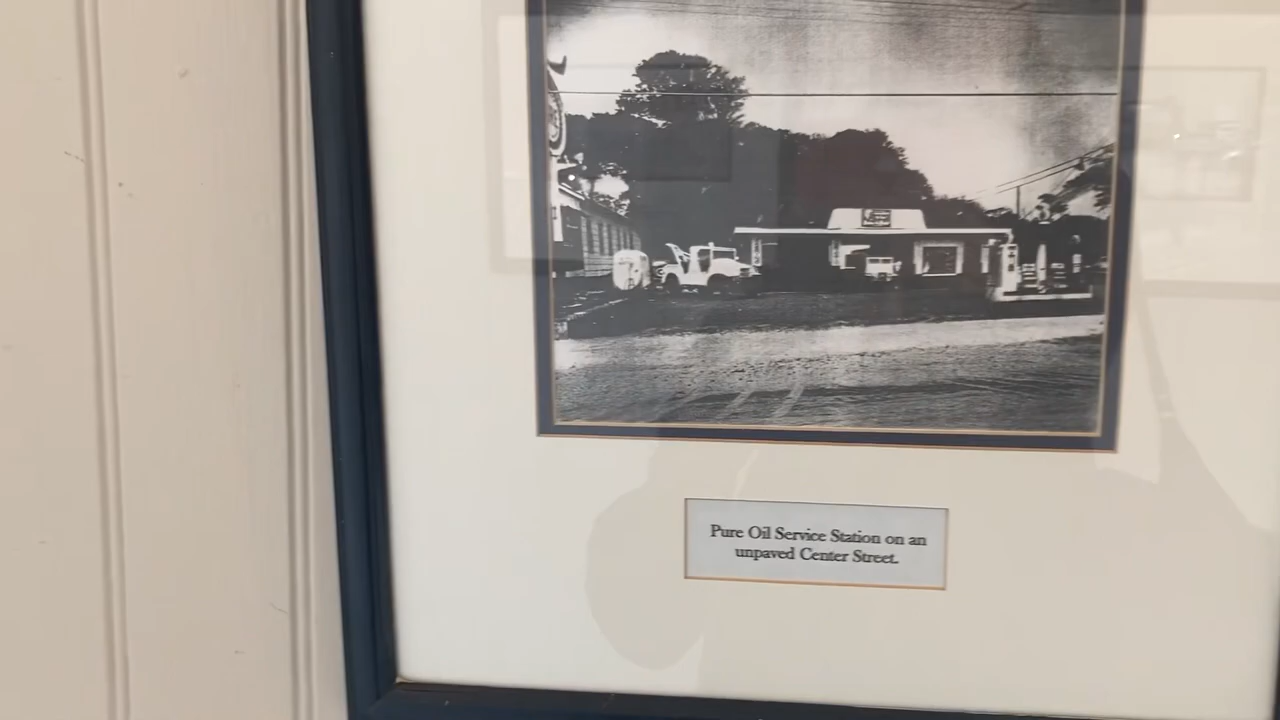 Pure Oil Service Station on an
unpaved Center Street.